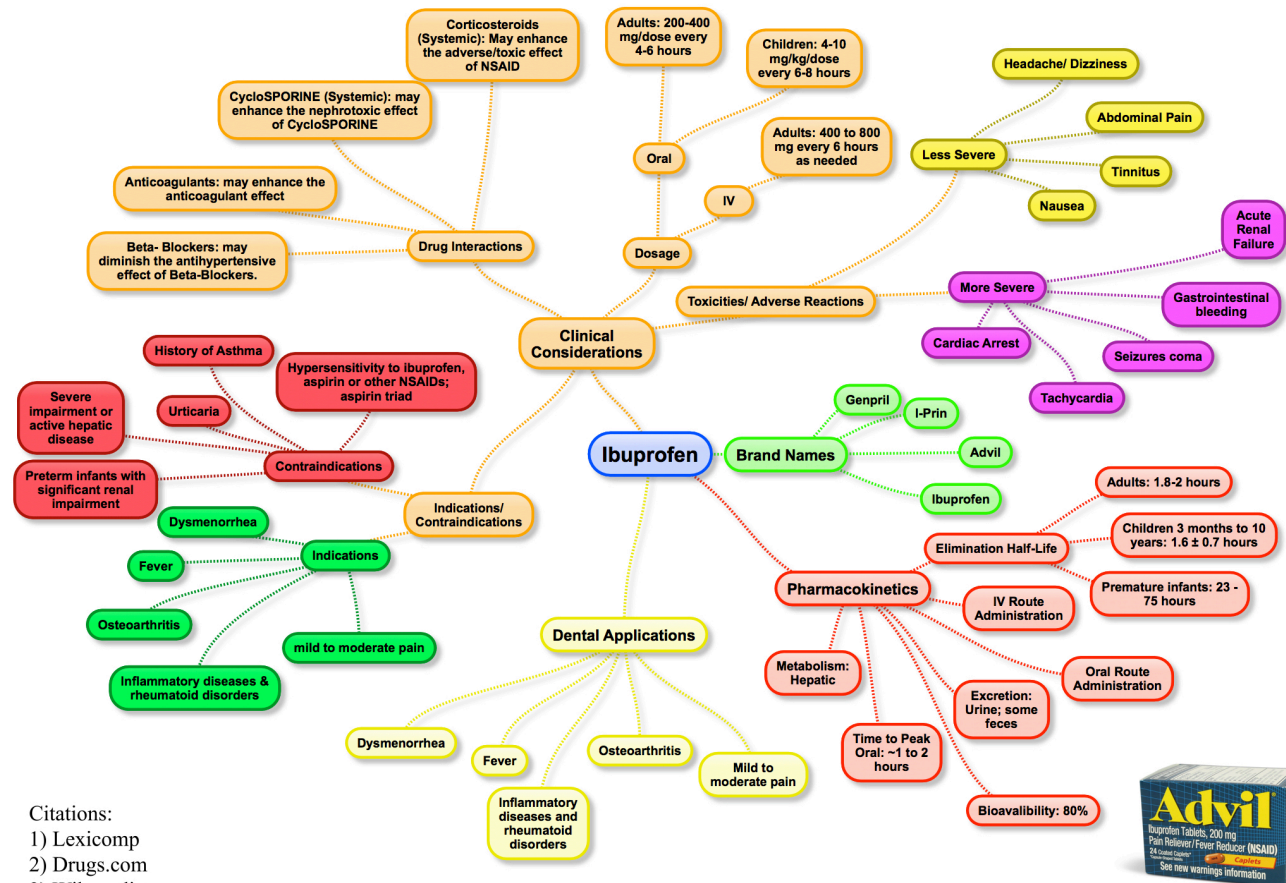 Corticosteroids
(Systemic): May enhance
the adverse/toxic effect
of NSAID
CycloSPORINE (Systemic): may
enhance the nephrotoxic effect
of CycloSPORINE
Anticoagulants: may enhance the
anticoagulant effect
Beta- Blockers: may
diminish the antihypertensive
effect of Beta-Blockers.
Drug Interactions
Adults: 200-400
mg/dose every
4-6 hours
Children: 4-10
mg/kg/dose
every 6-8 hours
Oral
Adults: 400 to 800
mg every 6 hours
as needed
IV
Dosage
Headache/ Dizziness
Abdominal Pain
Less Severe
Tinnitus
Nausea
Toxicities/ Adverse Reactions
More Severe
Acute
Renal
Failure
Gastrointestinal
bleeding
Cardiac Arrest
Seizures coma
Tachycardia
Clinical
Considerations
History of Asthma
Hypersensitivity to ibuprofen,
aspirin or other NSAIDs;
aspirin triad
Severe
impairment or
active hepatic
disease
Urticaria
Contraindications
Preterm infants with
significant renal
impairment
Indications/
Contraindications
Dysmenorrhea
Indications
Fever
Osteoarthritis
mild to moderate pain
Inflammatory diseases &
rheumatoid disorders
Ibuprofen
Brand Names
Genpril
I-Prin
Advil
Ibuprofen
Adults: 1.8-2 hours
Elimination Half-Life
Children 3 months to 10
years: 1.6 ± 0.7 hours
Premature infants: 23 -
75 hours
Pharmacokinetics
IV Route
Administration
Oral Route
Administration
Metabolism:
Hepatic
Excretion:
Urine; some
feces
Time to Peak
Oral: ~1 to 2
hours
Bioavalibility: 80%
Dental Applications
Dysmenorrhea
Fever
Inflammatory
diseases and
rheumatoid
disorders
Osteoarthritis
Mild to
moderate pain
Citations:
1) Lexicomp
2) Drugs.com
Advil
Ibuprofen Tablets, 200 mg
Pain Reliever/Fever Reducer (NSAID)
24 Coated Caplets*
Caplets
See new warnings information